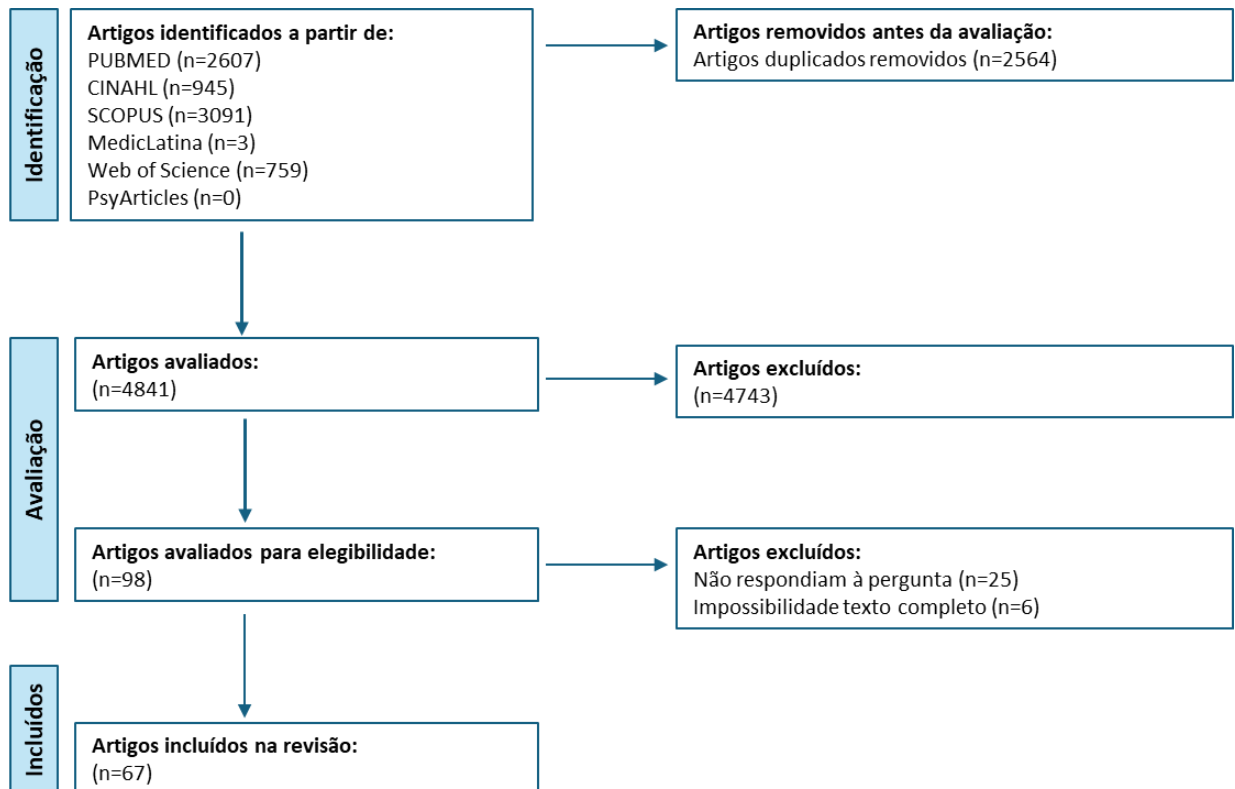 Identificação
Artigos identificados a partir de:
PUBMED (n=2607)
CINAHL (n=945)
SCOPUS (n=3091)
MedicLatina (n=3)
Web of Science (n=759)
PsyArticles (n=0)
Artigos removidos antes da avaliação:
Artigos duplicados removidos (n=2564)
Avaliação
Artigos avaliados:
(n=4841)
Artigos excluídos:
(n=4743)
Artigos avaliados para elegibilidade:
(n=98)
Artigos excluídos:
Não respondiam à pergunta (n=25)
Impossibilidade texto completo (n=6)
Incluídos
Artigos incluídos na revisão:
(n=67)